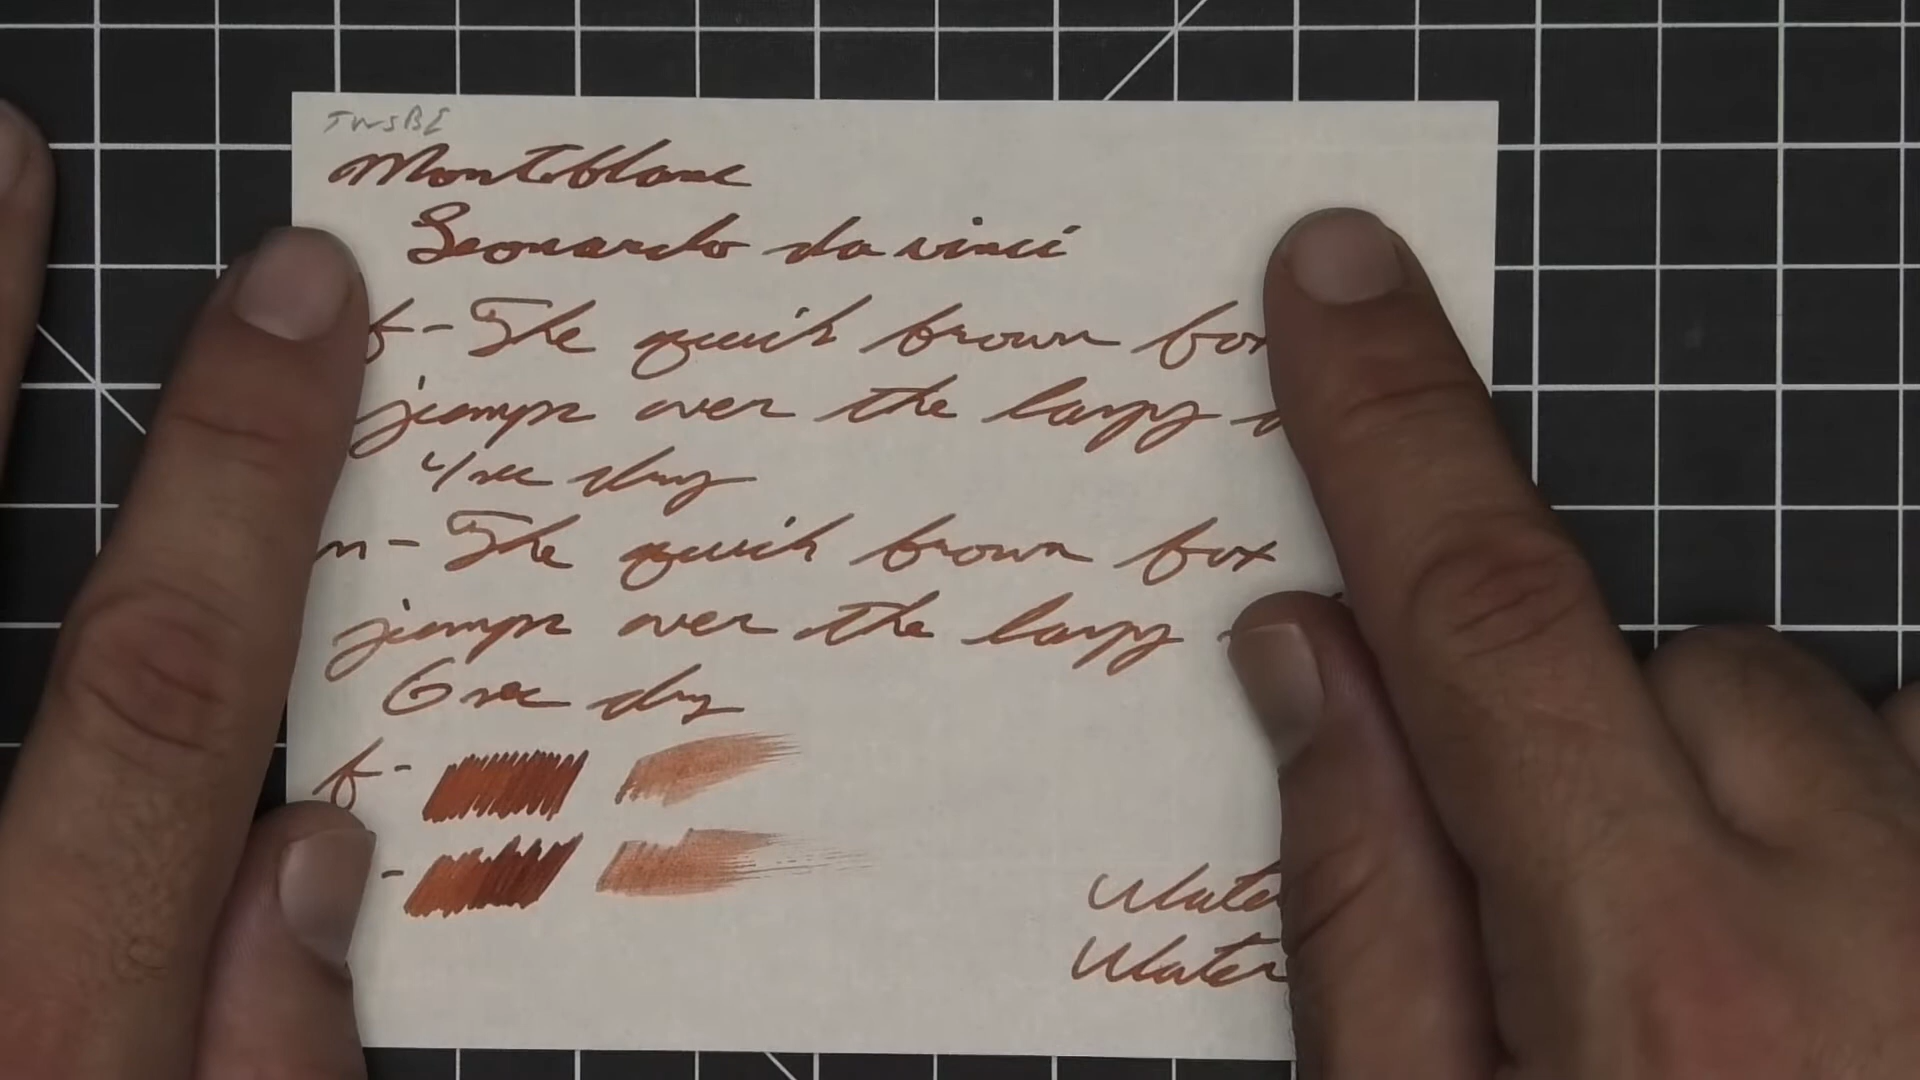 TWSBI
Montblanc
Leonardo da vinci
f - The quick brown fox
jumps over the lazy
4 sec dry
m - The quick brown fox
jumps over the lazy
6 sec dry
f -
-
Water
Water